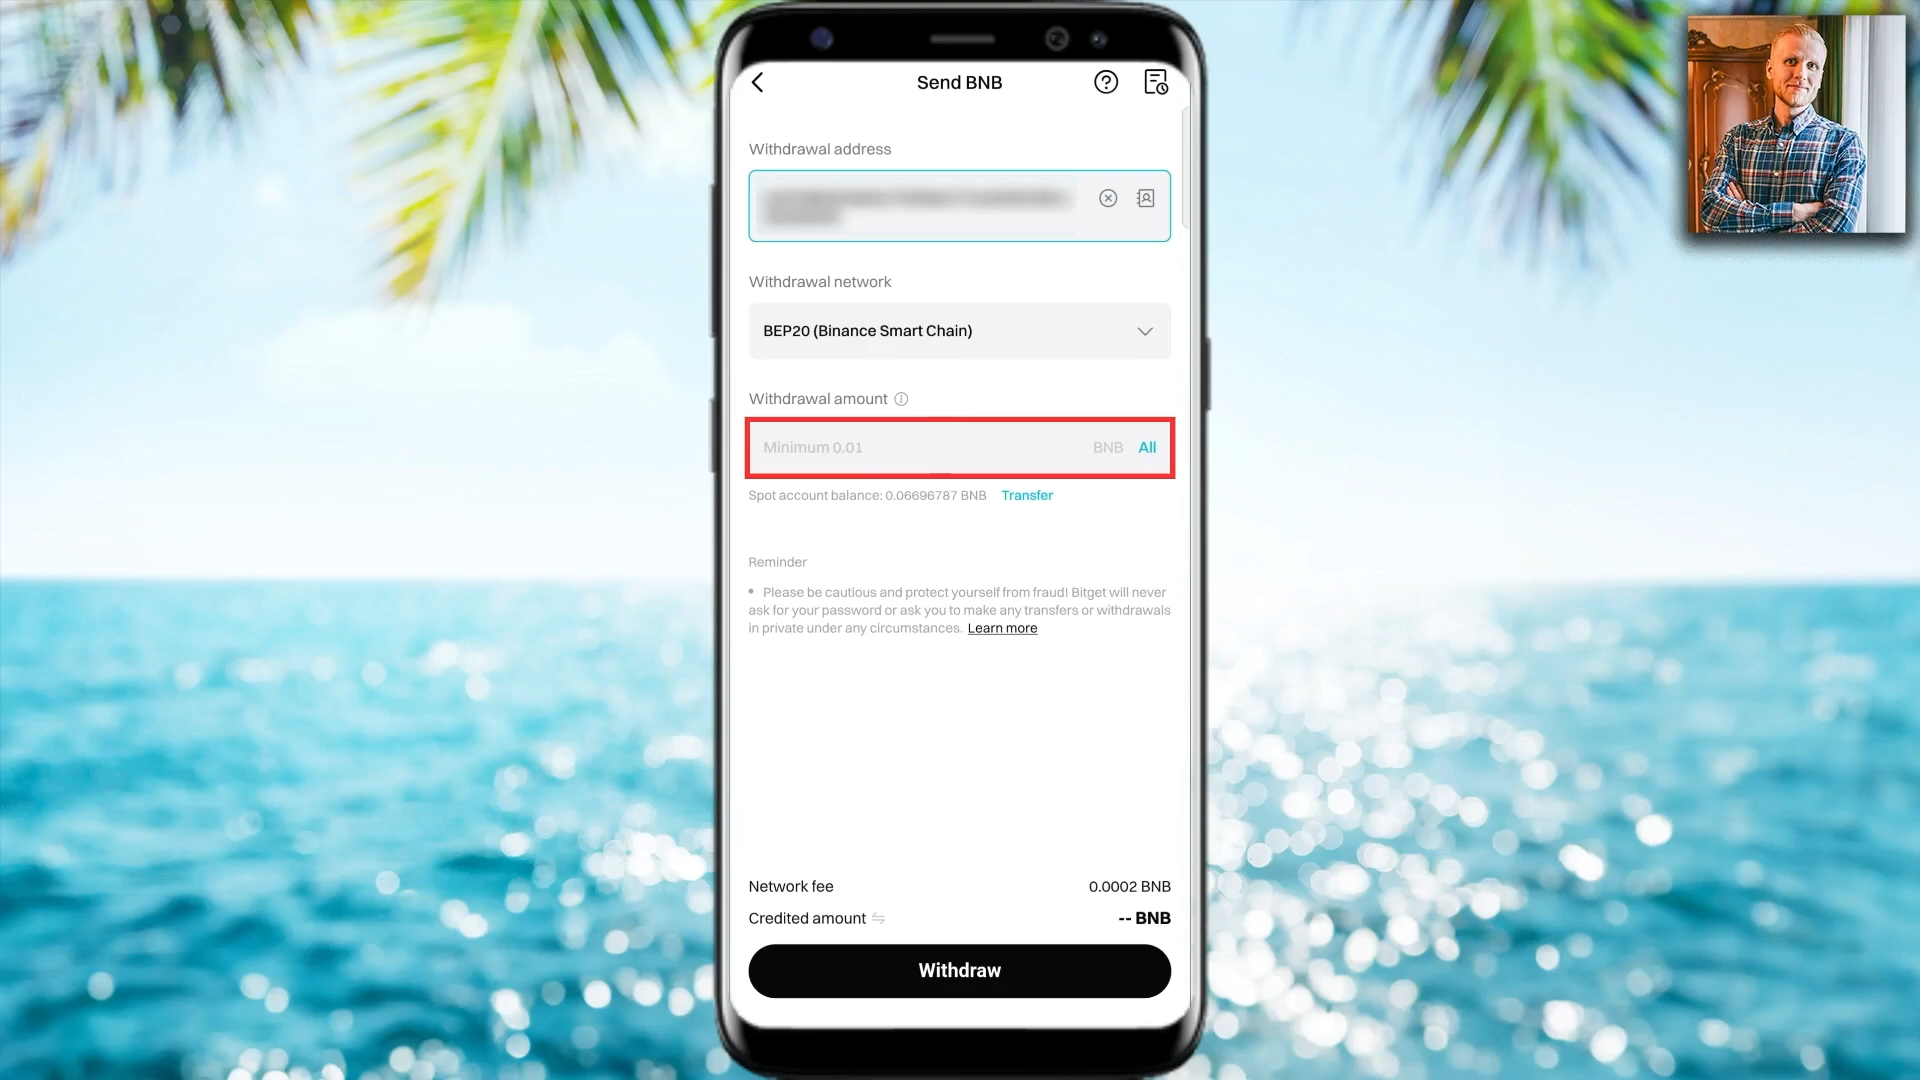 Send BNB
Withdrawal address
Withdrawal network
BEP20 (Binance Smart Chain)
Withdrawal amount
Minimum 0.01 BNB All
Spot account balance: 0.06696787 BNB Transfer
Reminder
• Please be cautious and protect yourself from fraud! Bitget will never
ask for your password or ask you to make any transfers or withdrawals
in private under any circumstances. Learn more
Network fee 0.0002 BNB
Credited amount -- BNB
Withdraw